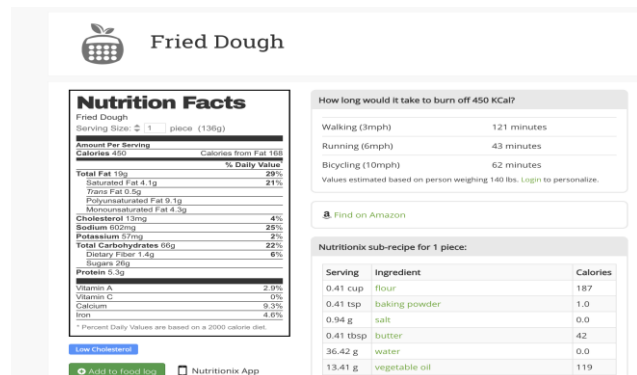 Fried Dough
Nutrition Facts
Fried Dough
Serving Size: 1 piece (136g)
Amount Per Serving
Calories 450 Calories from Fat 168
% Daily Value*
Total Fat 19g 29%
Saturated Fat 4.1g 21%
Trans Fat 0.5g
Polyunsaturated Fat 9.1g
Monounsaturated Fat 4.3g
Cholesterol 13mg 4%
Sodium 602mg 25%
Potassium 57mg 2%
Total Carbohydrates 66g 22%
Dietary Fiber 1.4g 6%
Sugars 26g
Protein 5.3g
Vitamin A 2.9%
Vitamin C 0%
Calcium 9.3%
Iron 4.6%
* Percent Daily Values are based on a 2000 calorie diet.
Low Cholesterol
Add to food log Nutritionix App
How long would it take to burn off 450 KCal?
Walking (3mph) 121 minutes
Running (6mph) 43 minutes
Bicycling (10mph) 62 minutes
Values estimated based on person weighing 140 lbs. Login to personalize.
a Find on Amazon
Nutritionix sub-recipe for 1 piece:
Serving Ingredient Calories
0.41 cup flour 187
0.41 tsp baking powder 1.0
0.94 g salt 0.0
0.41 tbsp butter 42
36.42 g water 0.0
13.41 g vegetable oil 119